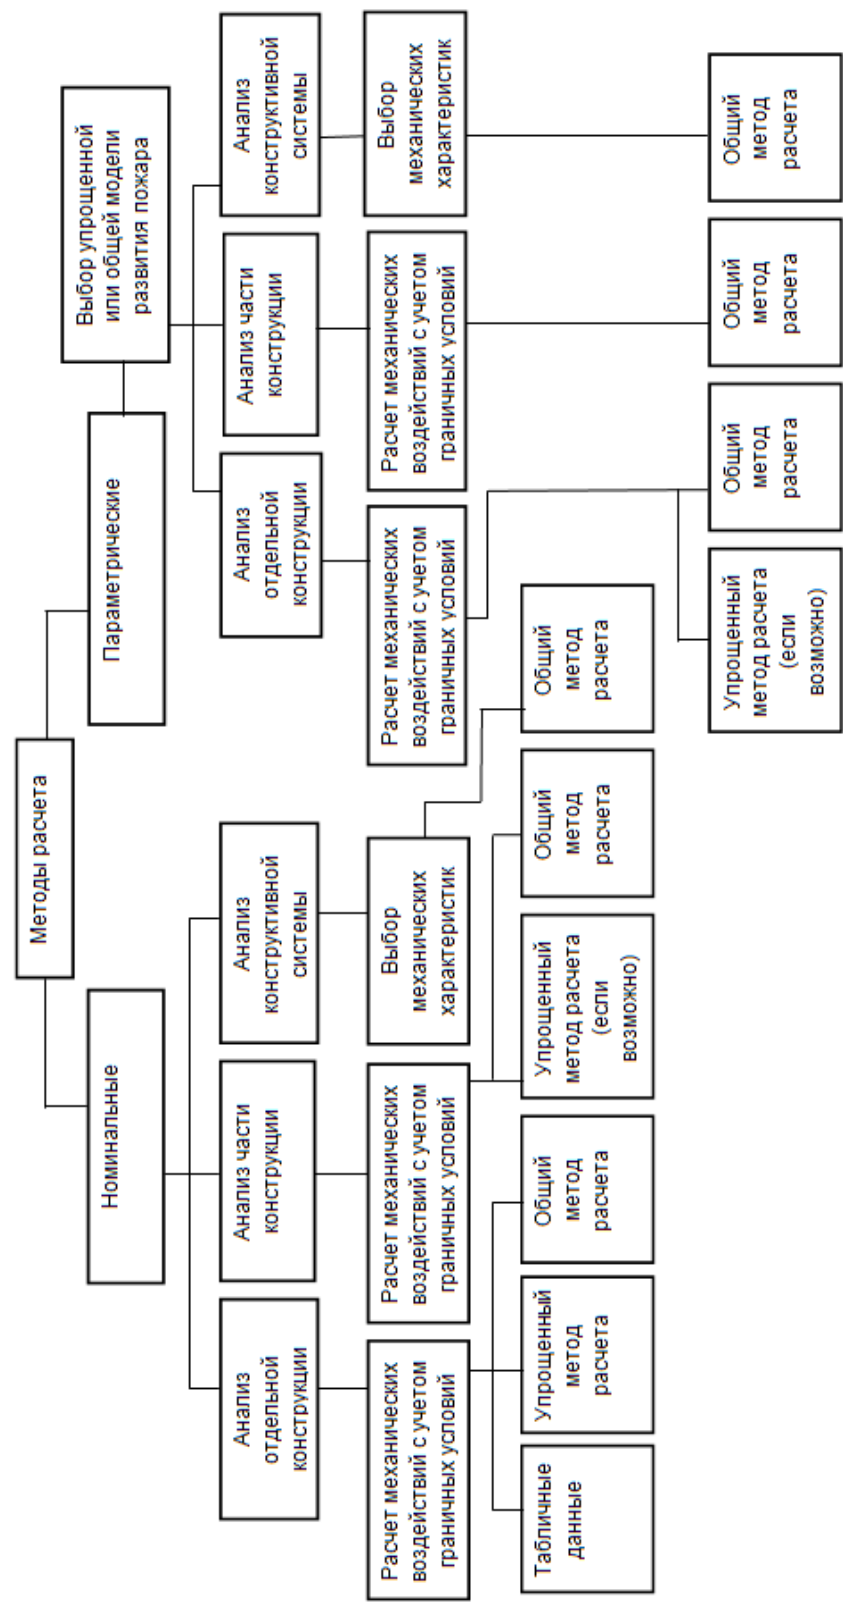 Методы расчета
Номинальные
Параметрические
Выбор упрощенной
или общей модели
развития пожара
Анализ
отдельной
конструкции
Анализ части
конструкции
Анализ
конструктивной
системы
Анализ
отдельной
конструкции
Анализ части
конструкции
Анализ
конструктивной
системы
Расчет механических
воздействий с учетом
граничных условий
Расчет механических
воздействий с учетом
граничных условий
Выбор
механических
характеристик
Расчет механических
воздействий с учетом
граничных условий
Расчет механических
воздействий с учетом
граничных условий
Выбор
механических
характеристик
Табличные
данные
Упрощенный
метод
расчета
Общий
метод
расчета
Упрощенный
метод расчета
(если
возможно)
Общий
метод
расчета
Общий
метод
расчета
Упрощенный
метод расчета
(если
возможно)
Общий
метод
расчета
Общий
метод
расчета
Общий
метод
расчета